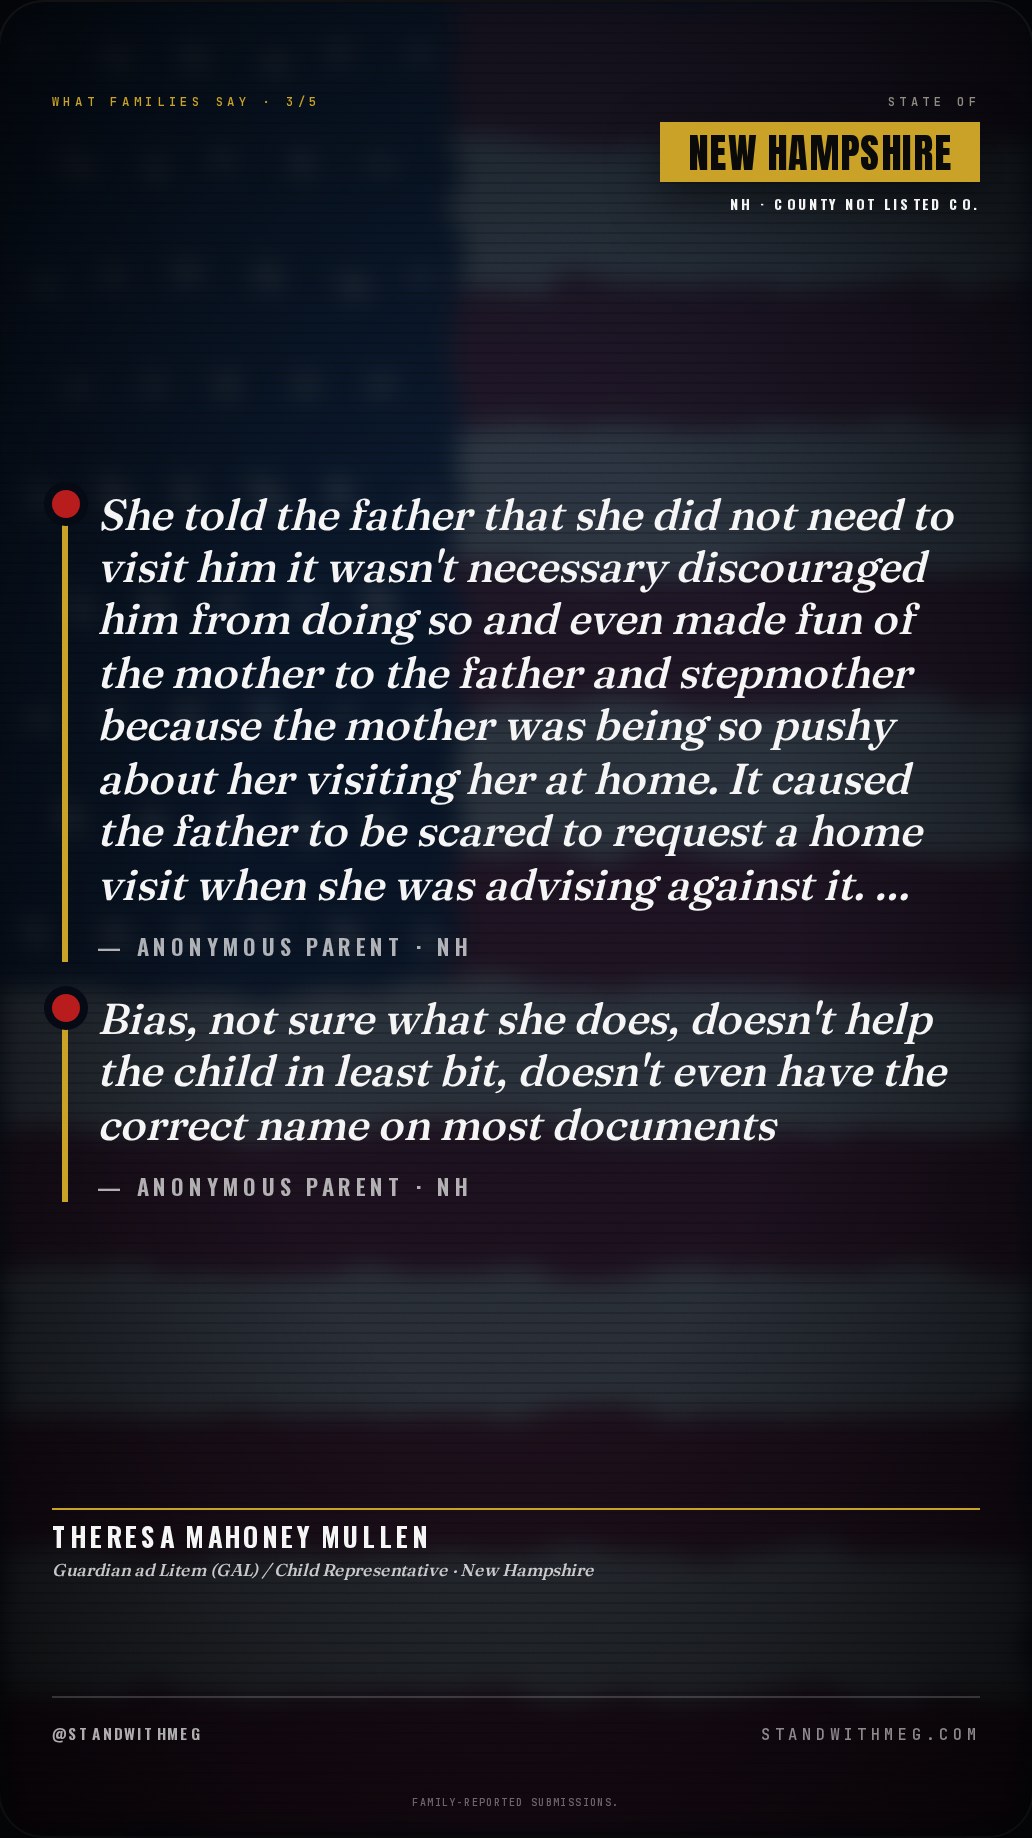 WHAT FAMILIES SAY · 3/5
STATE OF
NEW HAMPSHIRE
NH · COUNTY NOT LISTED CO.
She told the father that she did not need to
visit him it wasn't necessary discouraged
him from doing so and even made fun of
the mother to the father and stepmother
because the mother was being so pushy
about her visiting her at home. It caused
the father to be scared to request a home
visit when she was advising against it. ...
— ANONYMOUS PARENT · NH
Bias, not sure what she does, doesn't help
the child in least bit, doesn't even have the
correct name on most documents
— ANONYMOUS PARENT · NH
THERESA MAHONEY MULLEN
Guardian ad Litem (GAL) / Child Representative · New Hampshire
@STANDWITHMEG
STANDWITHMEG.COM
FAMILY-REPORTED SUBMISSIONS.